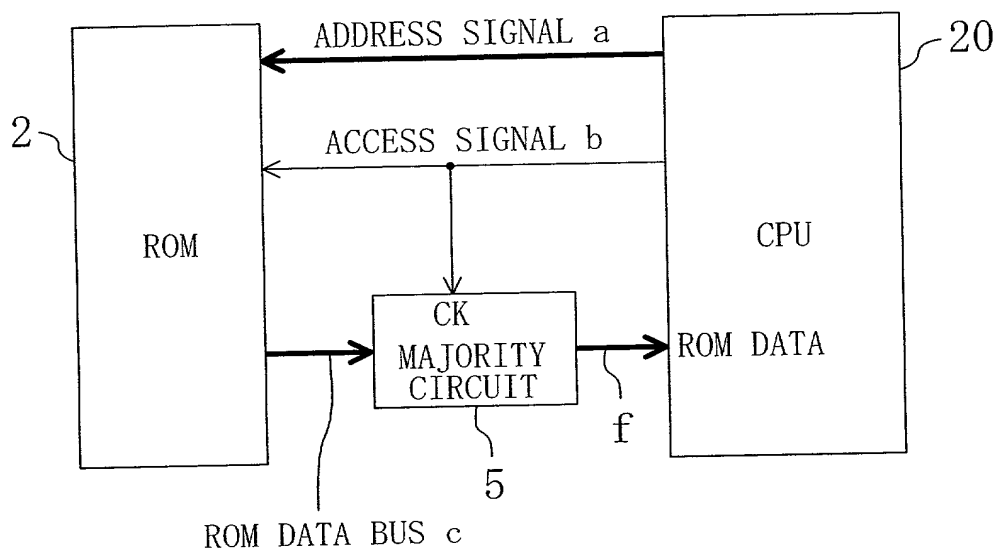 ADDRESS SIGNAL a
20
2
ACCESS SIGNAL b
ROM
CPU
CK
MAJORITY
CIRCUIT
ROM DATA
f
5
ROM DATA BUS c